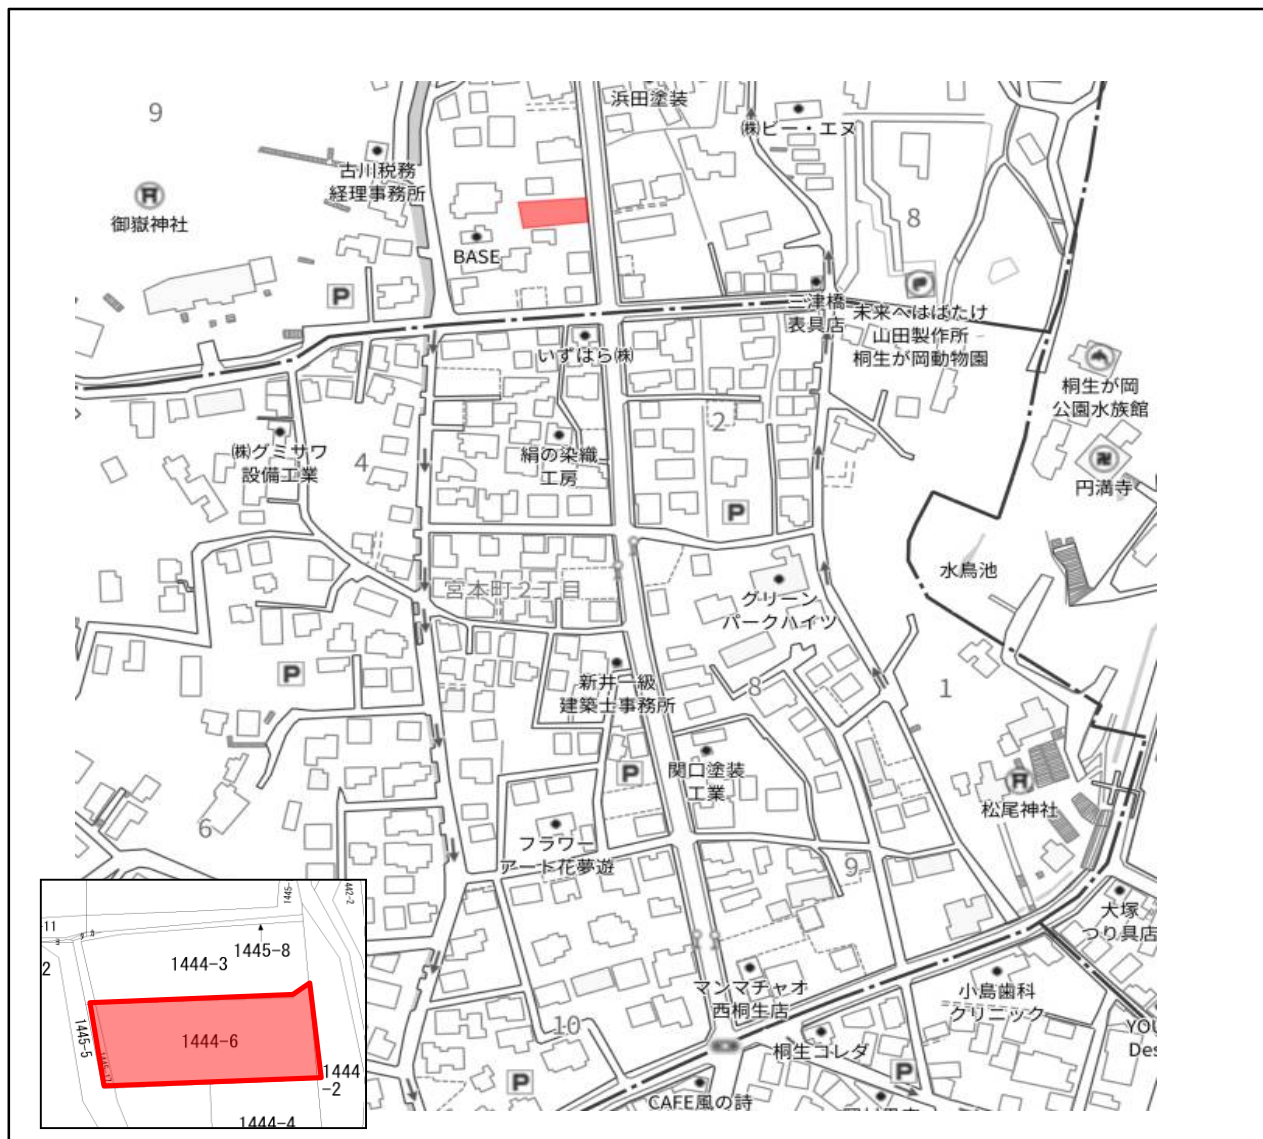 9
浜田塗装
㈱ビー・エヌ
古川税務
経理事務所
御嶽神社
8
BASE
P
三津橋
表具店
未来へはばたけ
山田製作所
桐生が岡動物園
いずはら㈱
桐生が岡
公園水族館
2
㈱グミサワ
設備工業
4
絹の染織
工房
円満寺
P
水鳥池
宮本町2丁目
グリーン
パークハイツ
P
新井一級
建築士事務所
8
1
関口塗装
工業
P
松尾神社
6
フラワー
アート花夢遊
9
大塚
つり具店
マンマチャオ
西桐生店
小島歯科
クリニック
10
桐生コレダ
YOU
Des
P
P
CAFE風の詩
1445-
1442-2
-11
1444-3
1445-8
2
1445-5
1444-6
1444
-2
1444-4